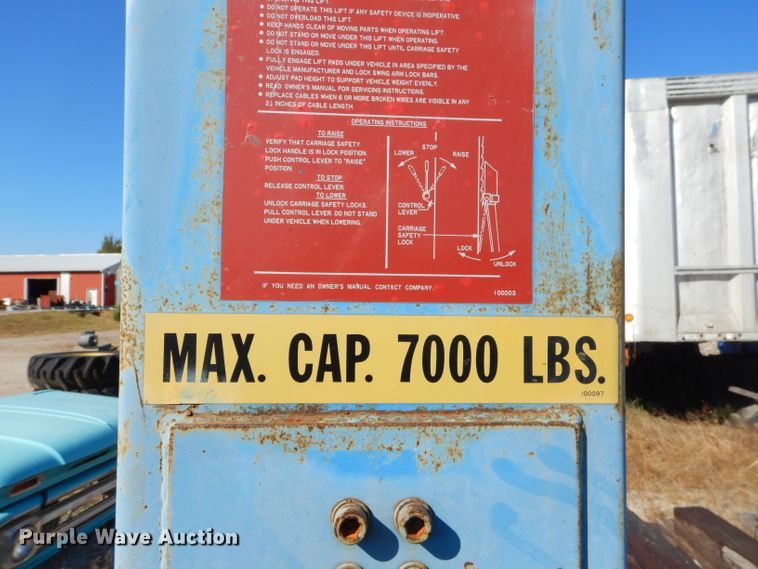 ● DO NOT OPERATE THIS LIFT IF ANY SAFETY DEVICE IS INOPERATIVE.
● DO NOT OVERLOAD THIS LIFT.
● KEEP HANDS CLEAR OF MOVING PARTS WHEN OPERATING LIFT.
● DO NOT STAND OR MOVE UNDER THIS LIFT WHEN OPERATING.
● DO NOT STAND OR MOVE UNDER THIS LIFT UNTIL CARRIAGE SAFETY
LOCK IS ENGAGED.
● FULLY ENGAGE LIFT PADS UNDER VEHICLE IN AREA SPECIFIED BY THE
VEHICLE MANUFACTURER AND LOCK SWING ARM LOCK BARS.
● ADJUST PAD HEIGHT TO SUPPORT VEHICLE WEIGHT EVENLY.
● READ OWNER'S MANUAL FOR SERVICING INSTRUCTIONS.
● REPLACE CABLES WHEN 6 OR MORE BROKEN WIRES ARE VISIBLE IN ANY
2½ INCHES OF CABLE LENGTH.
OPERATING INSTRUCTIONS
TO RAISE
VERIFY THAT CARRIAGE SAFETY
LOCK HANDLE IS IN LOCK POSITION.
PUSH CONTROL LEVER TO "RAISE"
POSITION.
TO STOP
RELEASE CONTROL LEVER.
TO LOWER
UNLOCK CARRIAGE SAFETY LOCKS.
PULL CONTROL LEVER. DO NOT STAND
UNDER VEHICLE WHEN LOWERING.
STOP
LOWER
RAISE
CONTROL
LEVER
CARRIAGE
SAFETY
LOCK
LOCK
UNLOCK
IF YOU NEED AN OWNER'S MANUAL CONTACT COMPANY.
100003
MAX. CAP. 7000 LBS.
100097
Purple Wave Auction